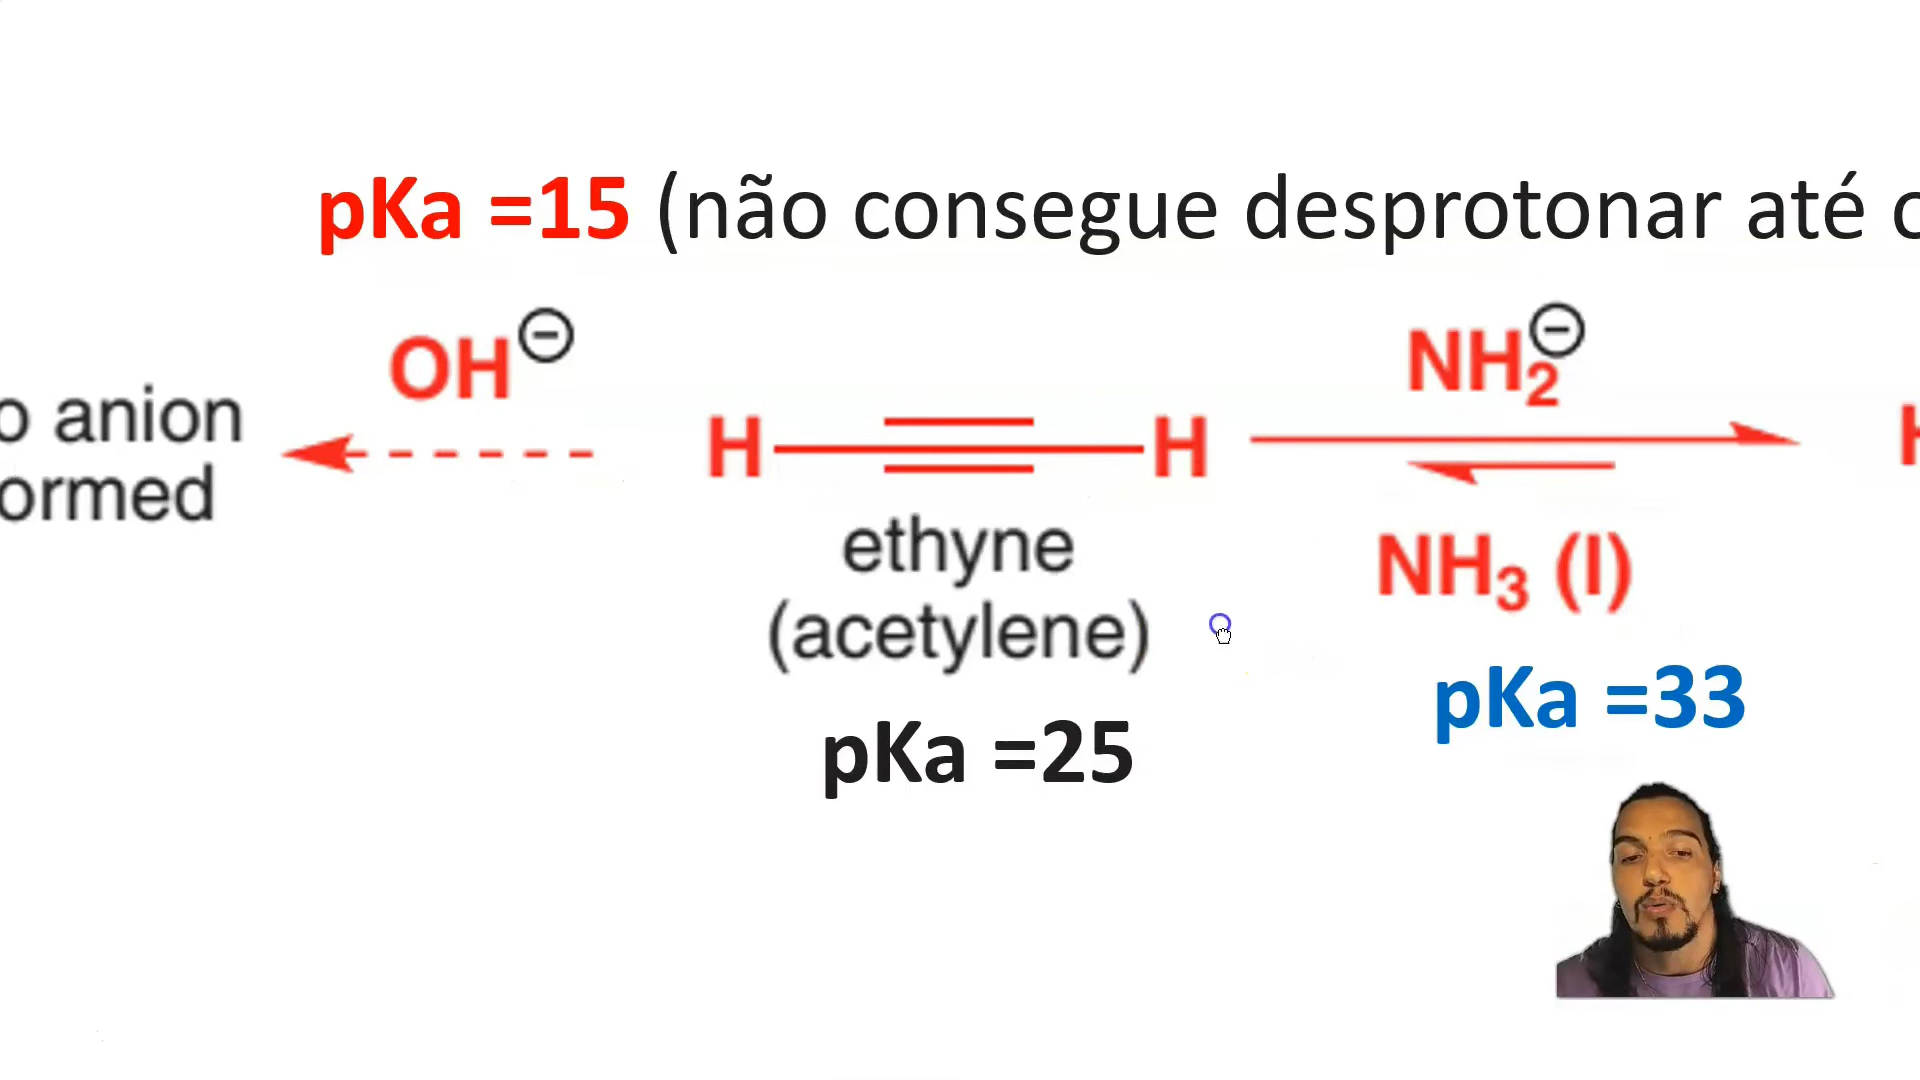 pKa =15 (não consegue desprotonar até
OH⊖
NH₂⊖
anion
ormed
H H
ethyne
(acetylene)
NH₃ (l)
pKa =33
pKa =25